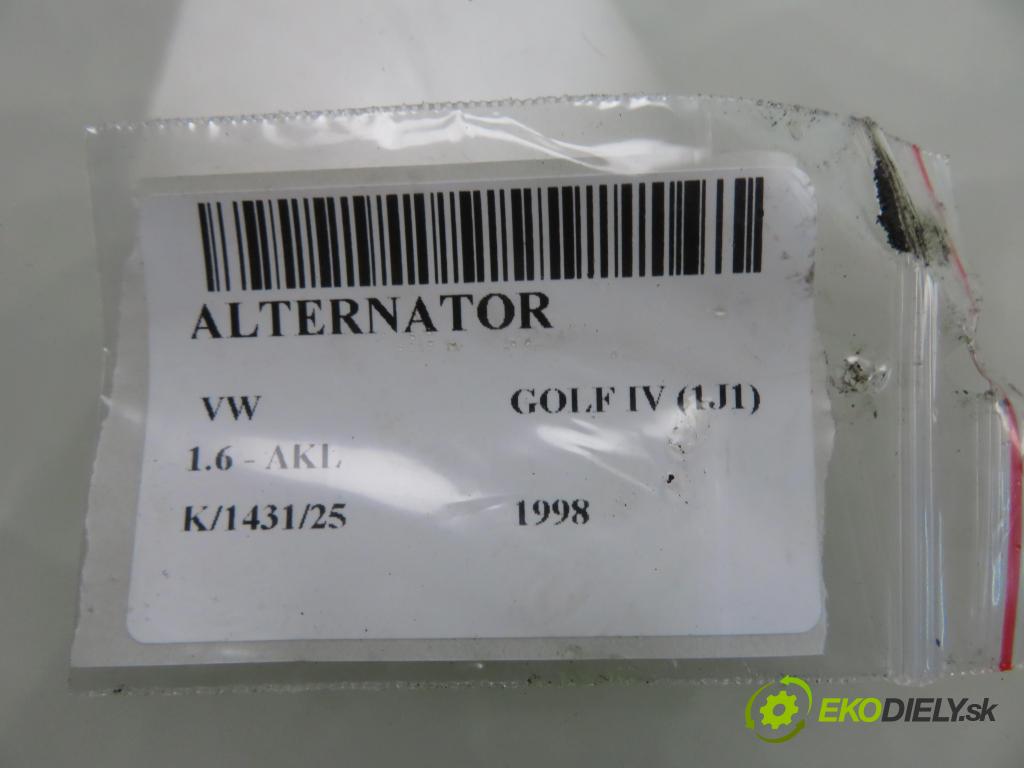 ALTERNATOR
VW GOLF IV (1J1)
1.6 - AKL
K/1431/25 1998
EKODIELY.sk